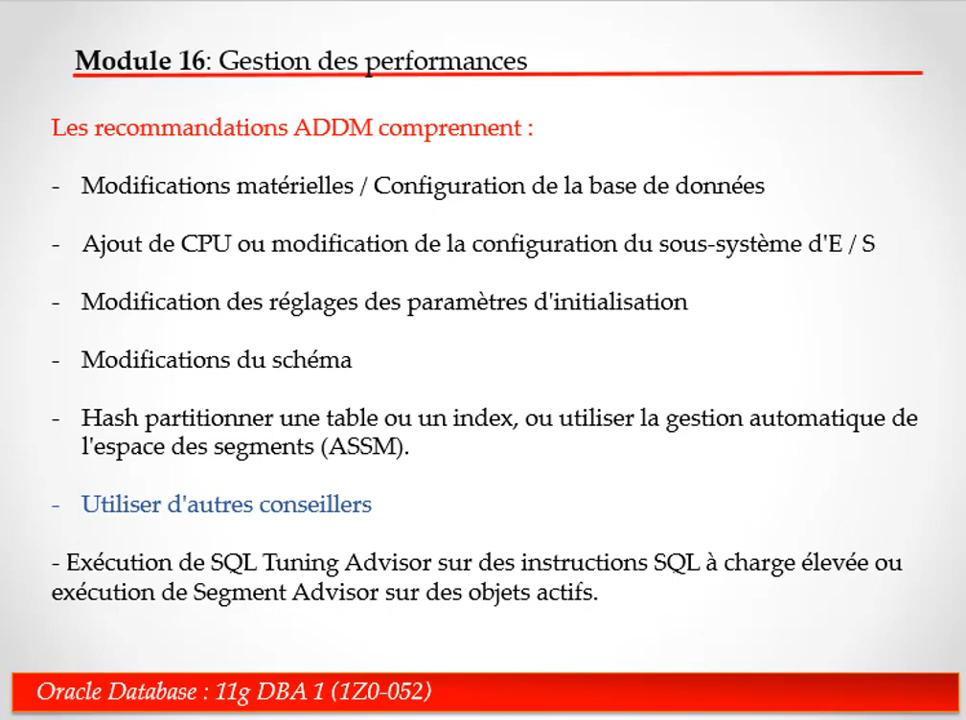 Module 16: Gestion des performances
Les recommandations ADDM comprennent :
- Modifications matérielles / Configuration de la base de données
- Ajout de CPU ou modification de la configuration du sous-système d'E / S
- Modification des réglages des paramètres d'initialisation
- Modifications du schéma
- Hash partitionner une table ou un index, ou utiliser la gestion automatique de
l'espace des segments (ASSM).
- Utiliser d'autres conseillers
- Exécution de SQL Tuning Advisor sur des instructions SQL à charge élevée ou
exécution de Segment Advisor sur des objets actifs.
Oracle Database : 11g DBA 1 (1Z0-052)